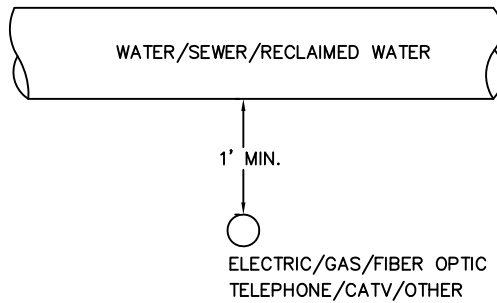 WATER/SEWER/RECLAIMED WATER
1' MIN.
ELECTRIC/GAS/FIBER OPTIC
TELEPHONE/CATV/OTHER